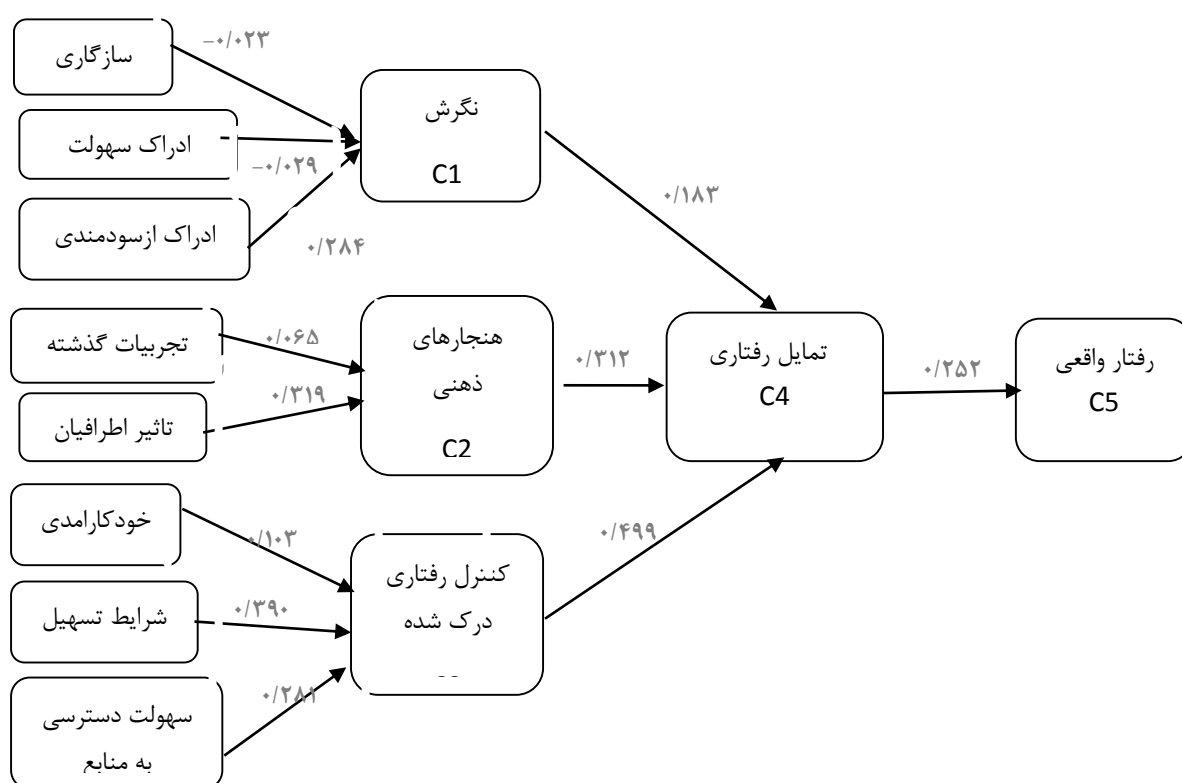 سازگاری
-۰/۰۲۳
ادراک سهولت
-۰/۰۲۹
ادراک ازسودمندی
۰/۲۸۴
نگرش
C1
۰/۱۸۳
تجربیات گذشته
۰/۰۶۵
تاثیر اطرافیان
۰/۳۱۹
هنجارهای
ذهنی
C2
۰/۳۱۲
تمایل رفتاری
C4
۰/۲۵۲
رفتار واقعی
C5
خودکارامدی
۰/۱۰۳
شرایط تسهیل
۰/۳۹۰
سهولت دسترسی
به منابع
۰/۲۸۱
کننرل رفتاری
درک شده
۰/۴۹۹